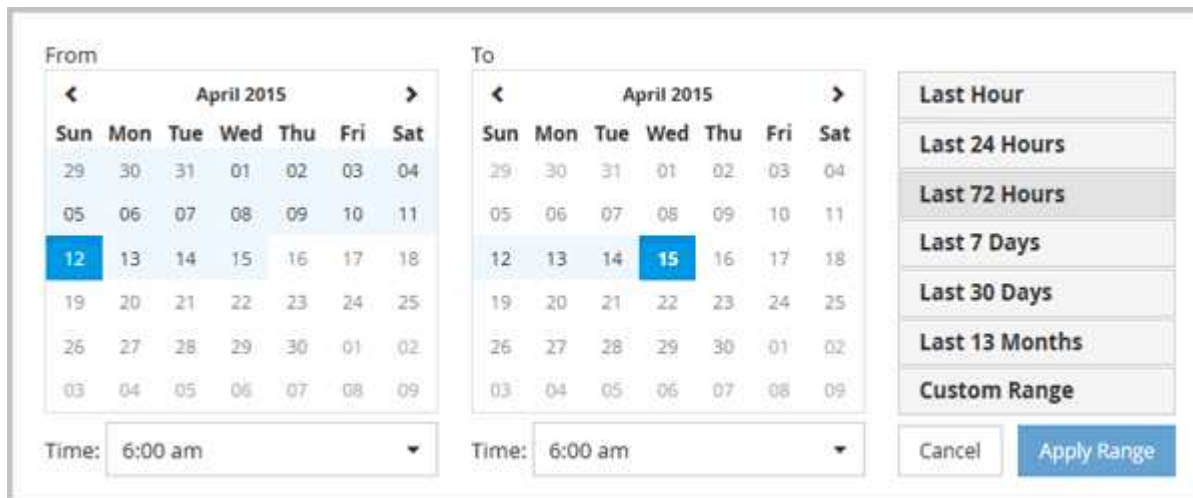 From
April 2015
Sun Mon Tue Wed Thu Fri Sat
29 30 31 01 02 03 04
05 06 07 08 09 10 11
12 13 14 15 16 17 18
19 20 21 22 23 24 25
26 27 28 29 30 01 02
03 04 05 06 07 08 09
Time: 6:00 am
To
April 2015
Sun Mon Tue Wed Thu Fri Sat
29 30 31 01 02 03 04
05 06 07 08 09 10 11
12 13 14 15 16 17 18
19 20 21 22 23 24 25
26 27 28 29 30 01 02
03 04 05 06 07 08 09
Time: 6:00 am
Last Hour
Last 24 Hours
Last 72 Hours
Last 7 Days
Last 30 Days
Last 13 Months
Custom Range
Cancel Apply Range